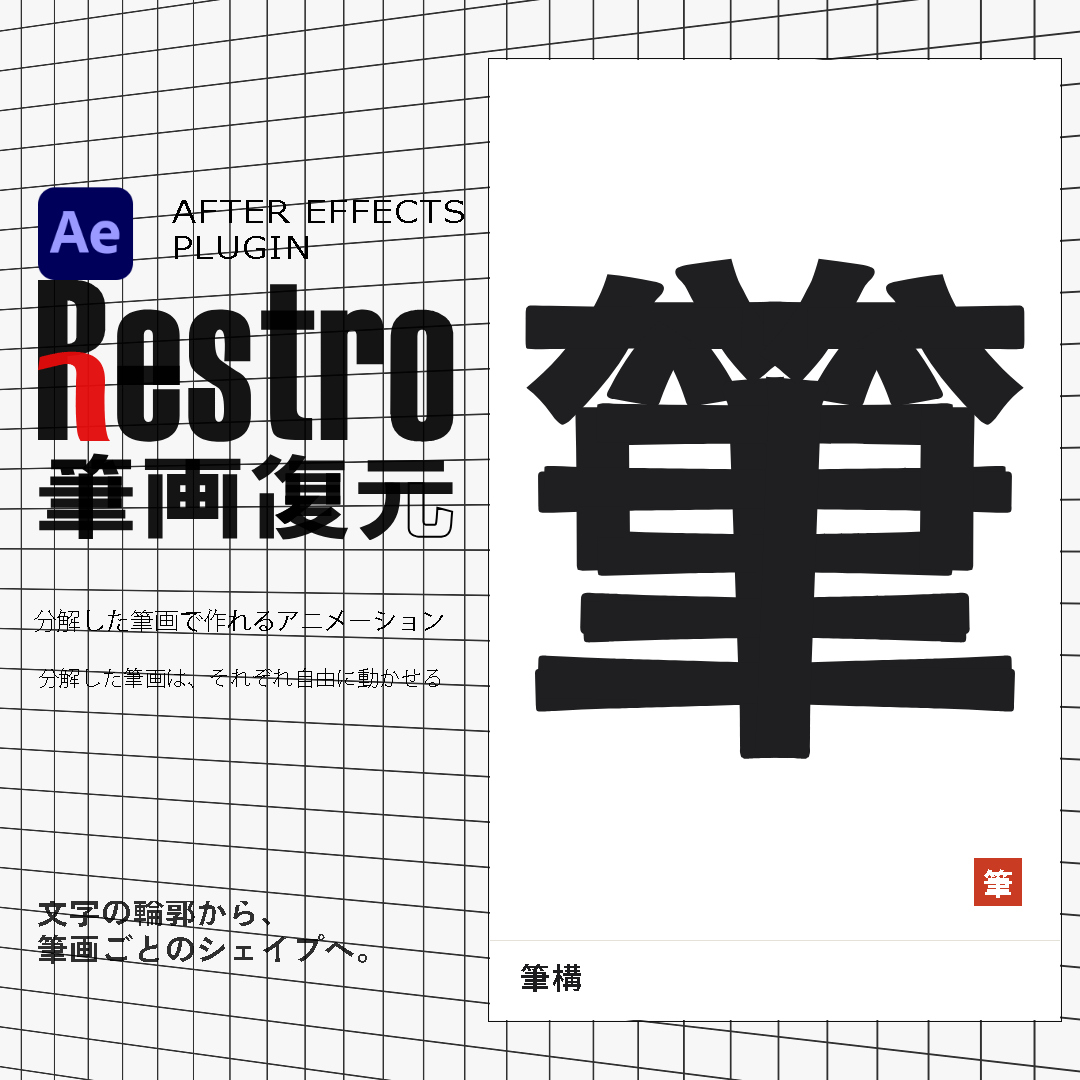 Ae
AFTER EFFECTS
PLUGIN
Restro
筆画復元
分解した筆画で作れるアニメーション
分解した筆画は、それぞれ自由に動かせる
文字の輪郭から、
筆画ごとのシェイプへ。
筆
筆
筆構